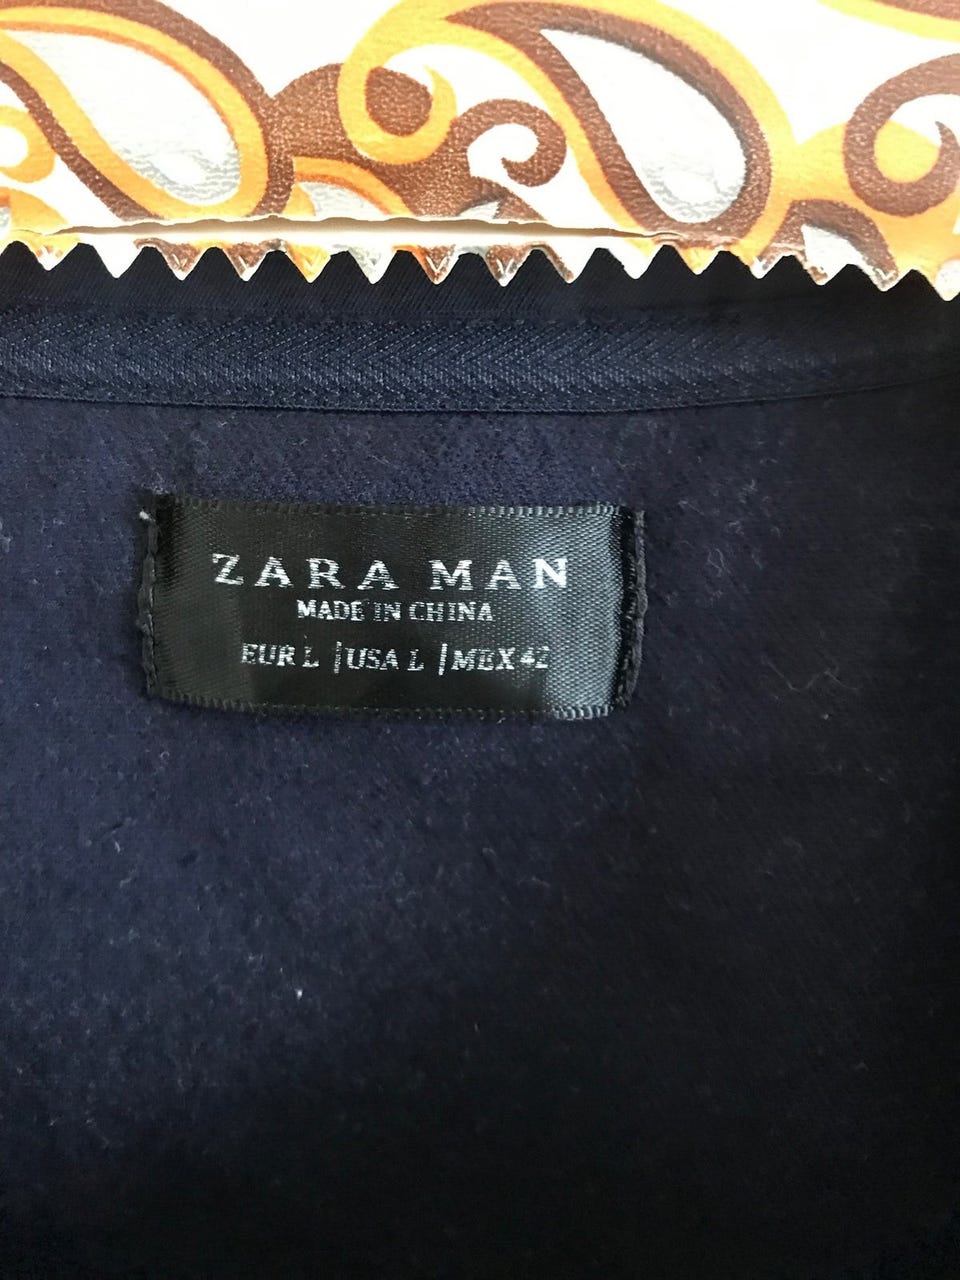 ZARA MAN
MADE IN CHINA
EUR L | USA L | MEX 42